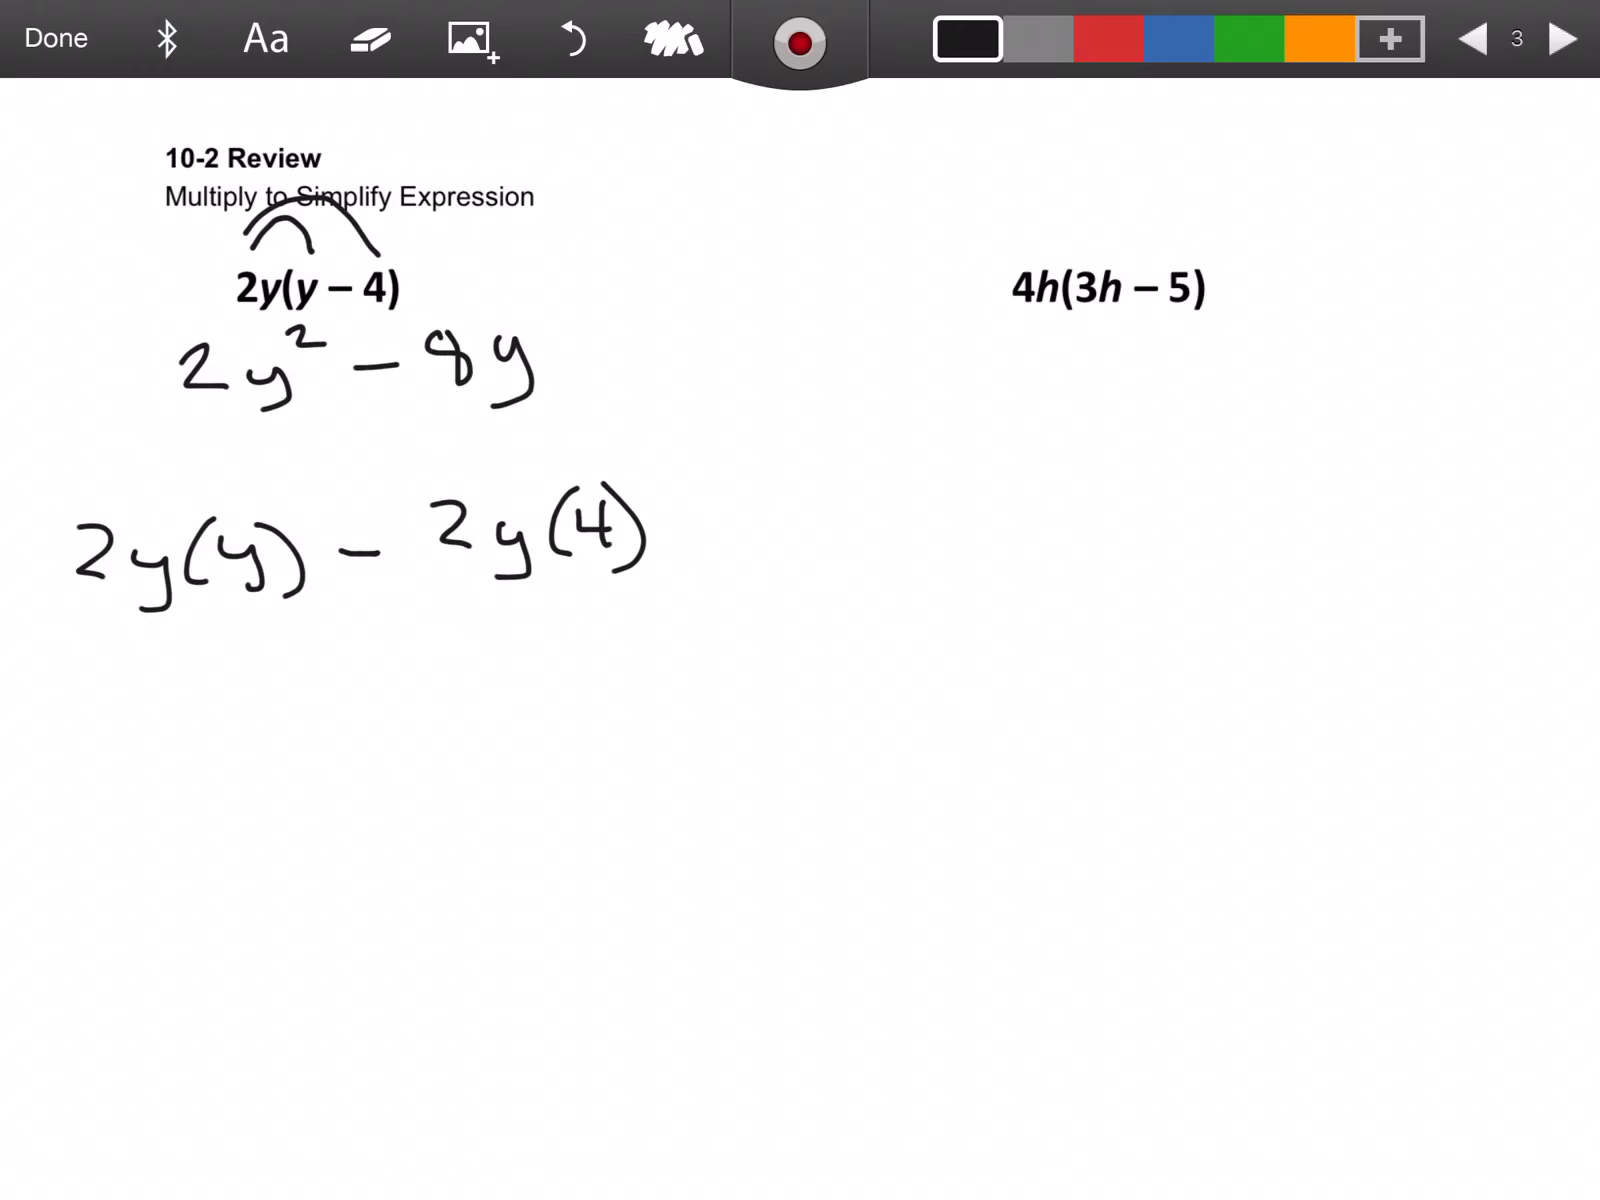 Done Aa 3
10-2 Review
Multiply to Simplify Expression
2y(y – 4)
2y² – 8y
2y(y) – 2y(4)
4h(3h – 5)